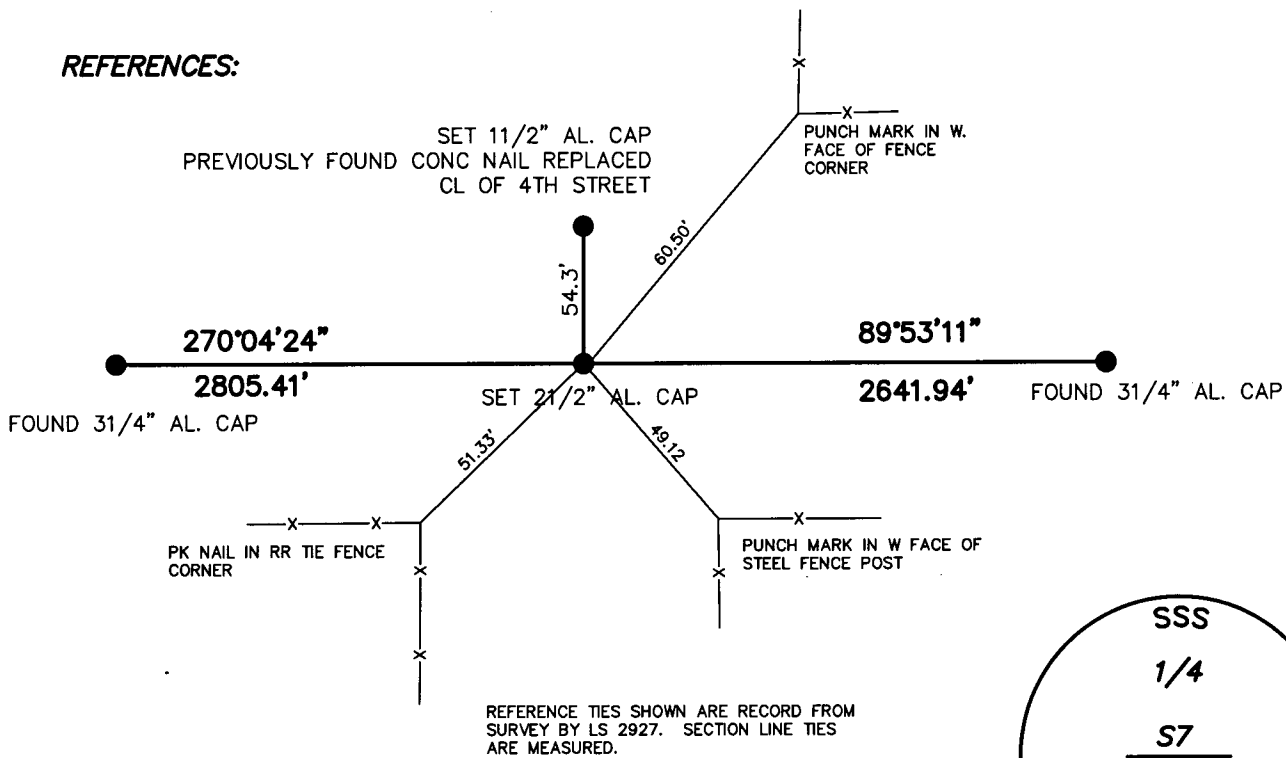 REFERENCES:
SET 11/2" AL. CAP
PREVIOUSLY FOUND CONC NAIL REPLACED
CL OF 4TH STREET
PUNCH MARK IN W.
FACE OF FENCE
CORNER
60.50'
54.3'
270°04'24"
2805.41'
FOUND 31/4" AL. CAP
SET 21/2" AL. CAP
89°53'11"
2641.94'
FOUND 31/4" AL. CAP
51.33'
49.12
PK NAIL IN RR TIE FENCE
CORNER
PUNCH MARK IN W FACE OF
STEEL FENCE POST
REFERENCE TIES SHOWN ARE RECORD FROM
SURVEY BY LS 2927. SECTION LINE TIES
ARE MEASURED.
SSS
1/4
S7